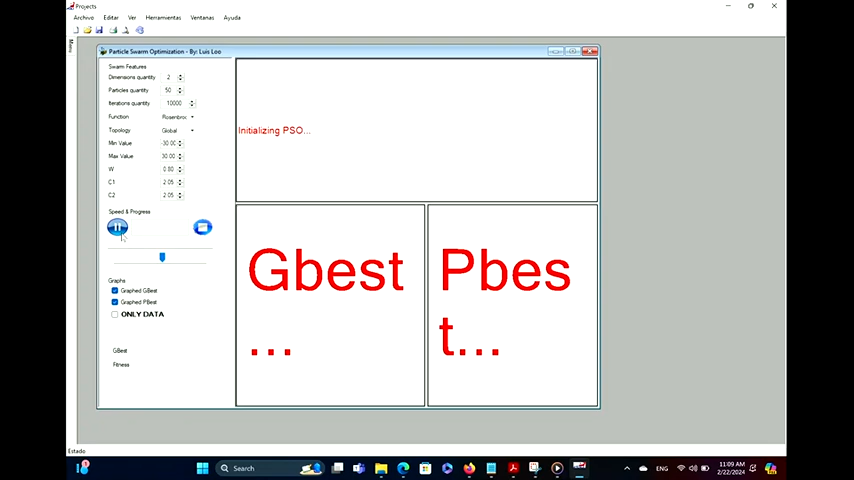 Projects
Archivo Editar Ver Herramientas Ventanas Ayuda
Menu
Particle Swarm Optimization - By: Luis Loo
Swarm Features
Dimensions quantity 2
Particles quantity 50
Iterations quantity 10000
Function Rosenbroc
Topology Global
Min Value -30.00
Max Value 30.00
W 0.80
C1 2.05
C2 2.05
Speed & Progress
Graphs
Graphed GBest
Graphed PBest
ONLY DATA
GBest
Fitness
Initializing PSO...
Gbest
...
Pbes
t...
Estado
Search
ENG
11:09 AM
2/22/2024